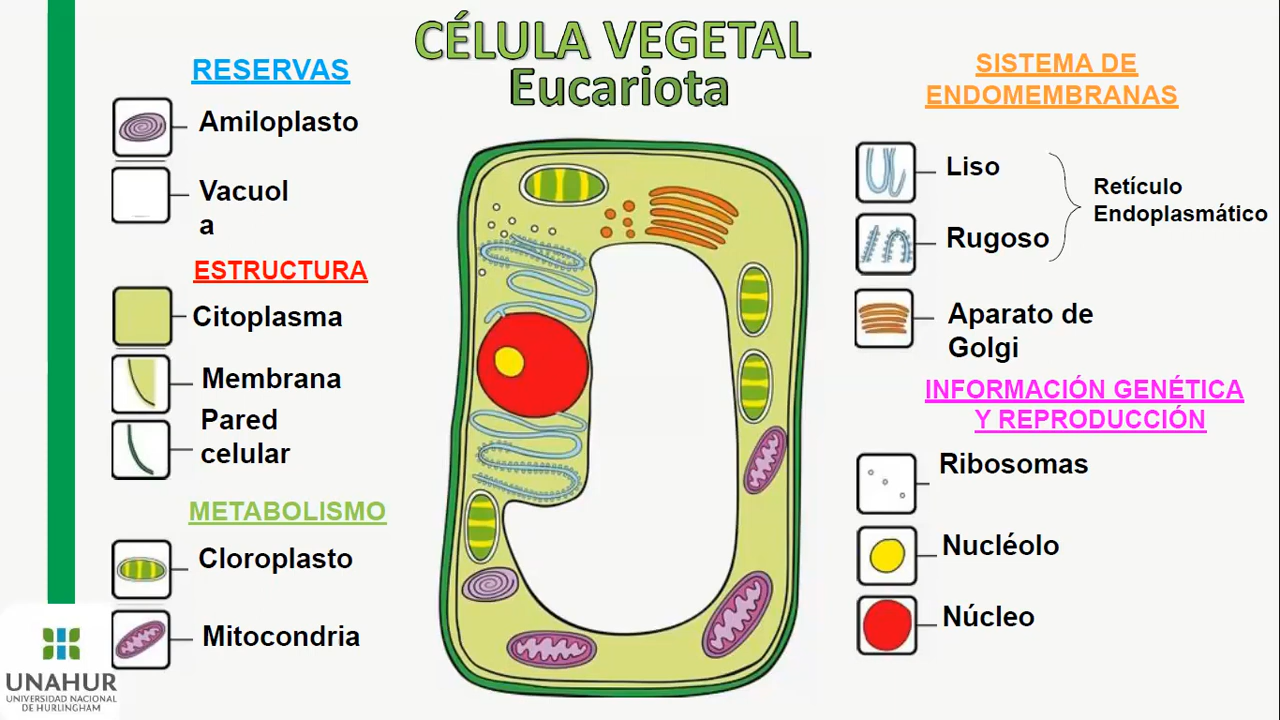 CÉLULA VEGETAL
Eucariota
RESERVAS
Amiloplasto
Vacuol
a
ESTRUCTURA
Citoplasma
Membrana
Pared
celular
METABOLISMO
Cloroplasto
Mitocondria
SISTEMA DE
ENDOMEMBRANAS
Liso
Rugoso
Retículo
Endoplasmático
Aparato de
Golgi
INFORMACIÓN GENÉTICA
Y REPRODUCCIÓN
Ribosomas
Nucléolo
Núcleo
UNAHUR
UNIVERSIDAD NACIONAL
DE HURLINGHAM